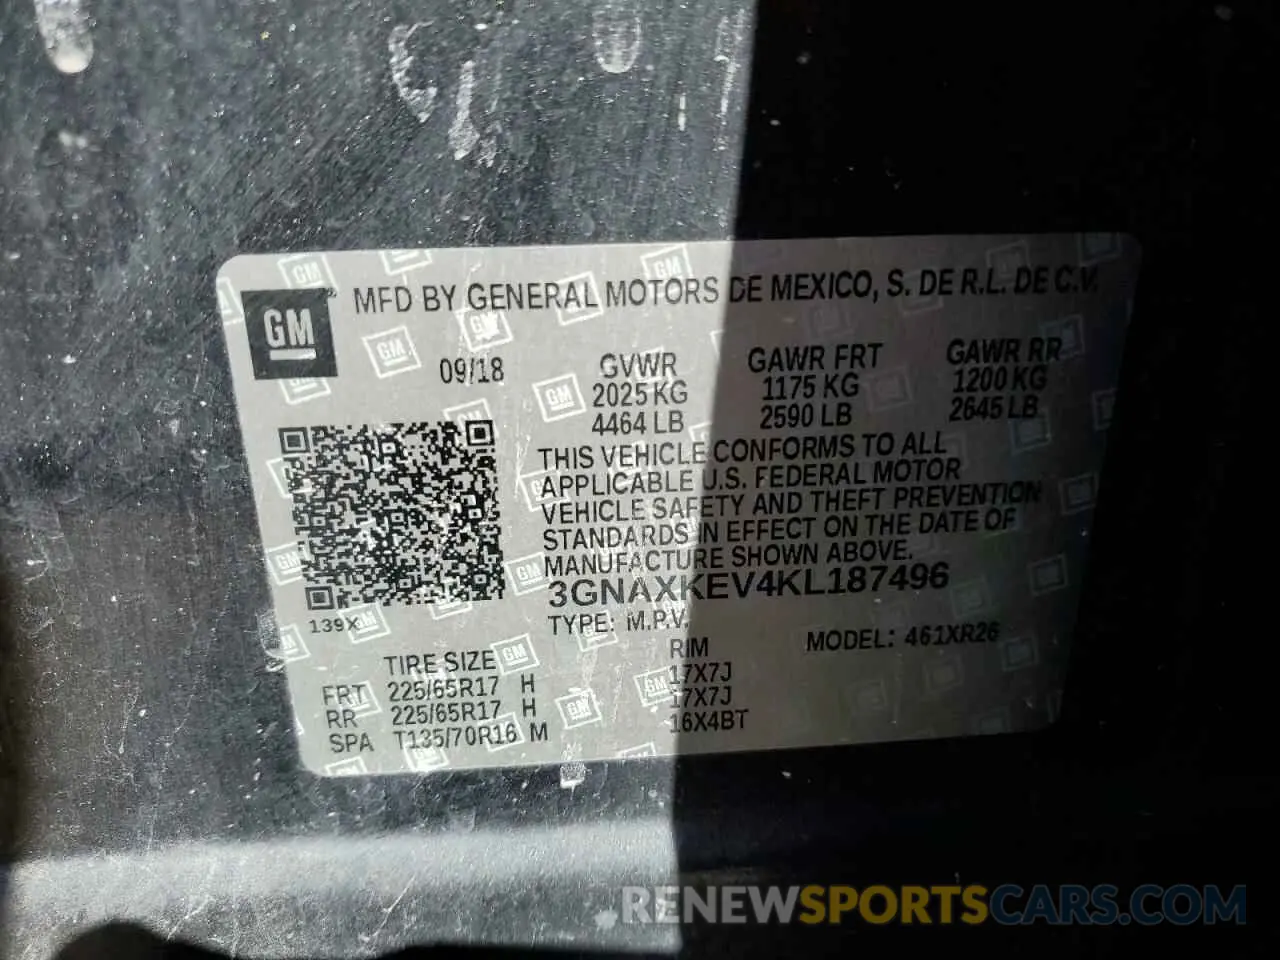 GM
MFD BY GENERAL MOTORS DE MEXICO, S. DE R.L. DE C.V.
09/18
GVWR GAWR FRT GAWR RR
2025 KG 1175 KG 1200 KG
4464 LB 2590 LB 2645 LB
THIS VEHICLE CONFORMS TO ALL
APPLICABLE U.S. FEDERAL MOTOR
VEHICLE SAFETY AND THEFT PREVENTION
STANDARDS IN EFFECT ON THE DATE OF
MANUFACTURE SHOWN ABOVE.
3GNAXKEV4KL187496
139X
TYPE: M.P.V. MODEL: 461XR26
TIRE SIZE RIM
FRT 225/65R17 H 17X7J
RR 225/65R17 H 17X7J
SPA T135/70R16 M 16X4BT
RENEWSPORTSCARS.COM